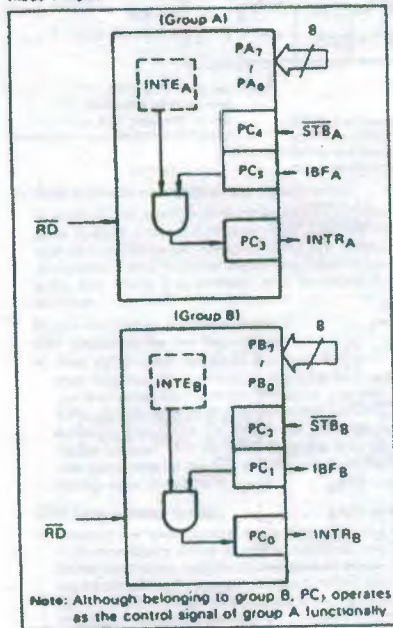 (Group A)
8
PA7
≀
PA0
INTEA
PC4
STBA
PC5
IBFA
RD
PC3
INTRA
(Group B)
8
PB7
≀
PB0
INTEB
PC2
STBB
PC1
IBFB
RD
PC0
INTRB
Note: Although belonging to group B, PC3 operates
as the control signal of group A functionally.